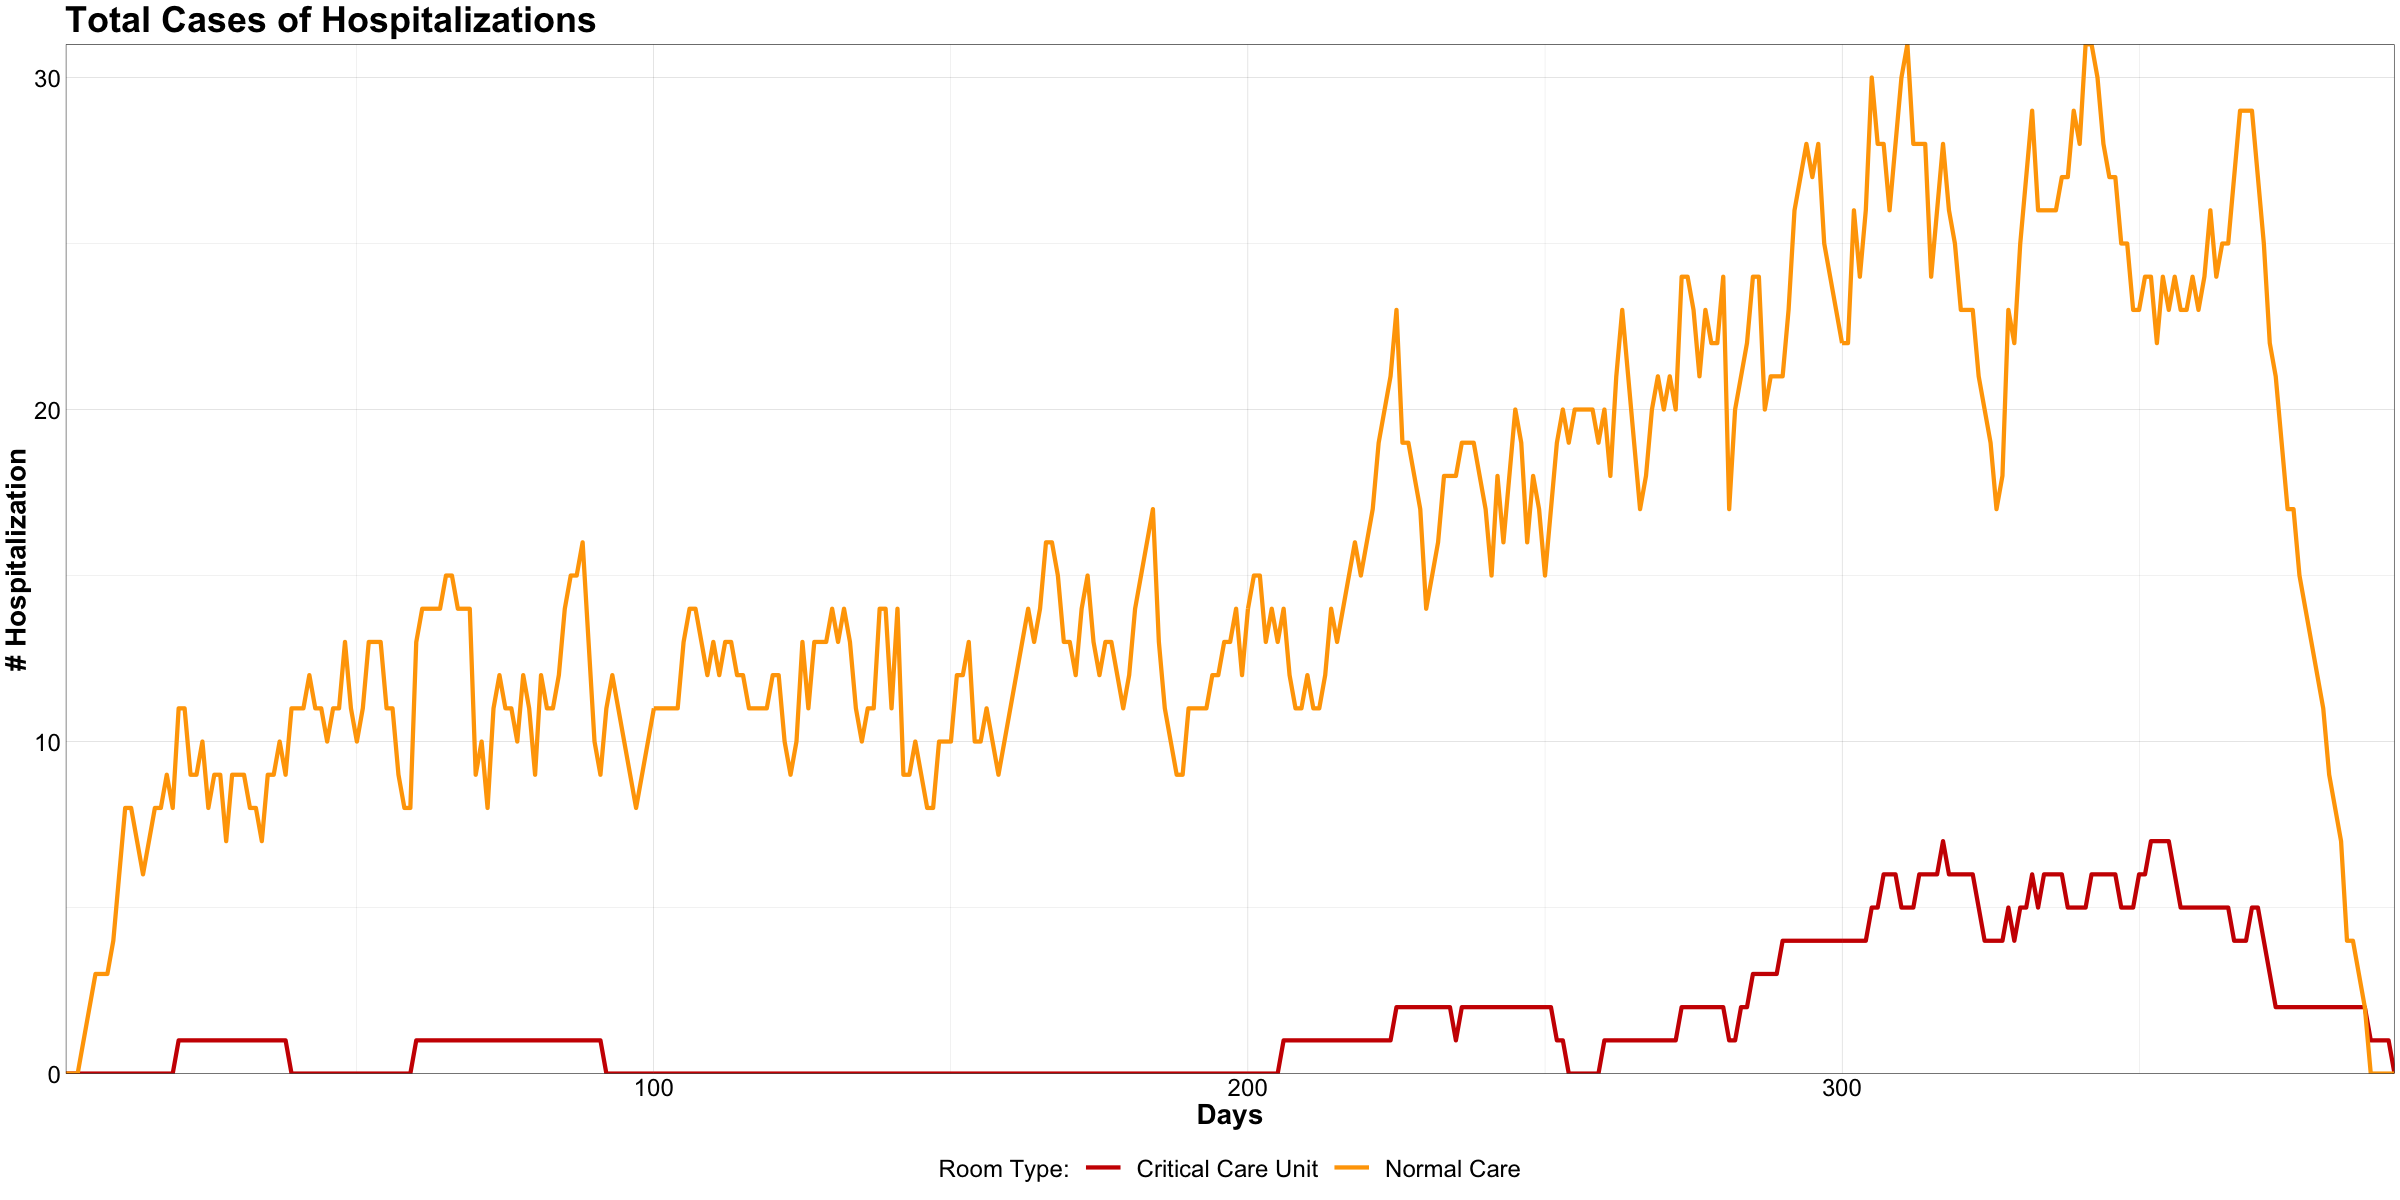 Total Cases of Hospitalizations
30
20
10
0
# Hospitalization
100 200 300
Days
Room Type: Critical Care Unit Normal Care